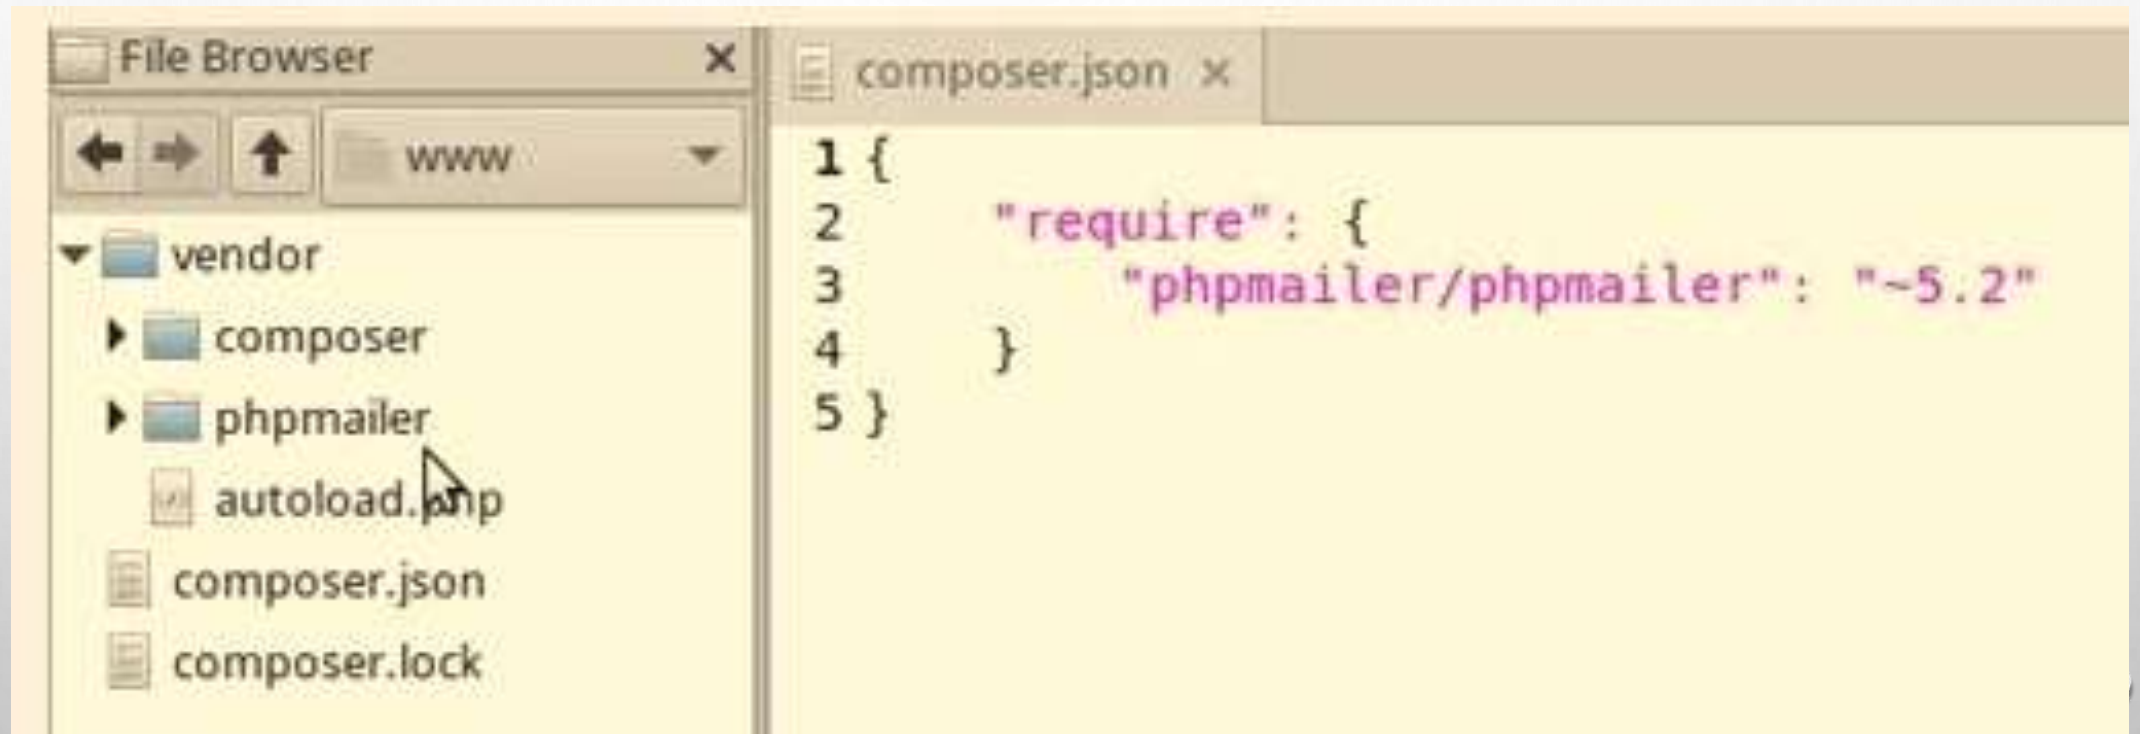 File Browser
www
vendor
composer
phpmailer
autoload.php
composer.json
composer.lock
composer.json
1 {
2     "require": {
3         "phpmailer/phpmailer": "~5.2"
4     }
5 }